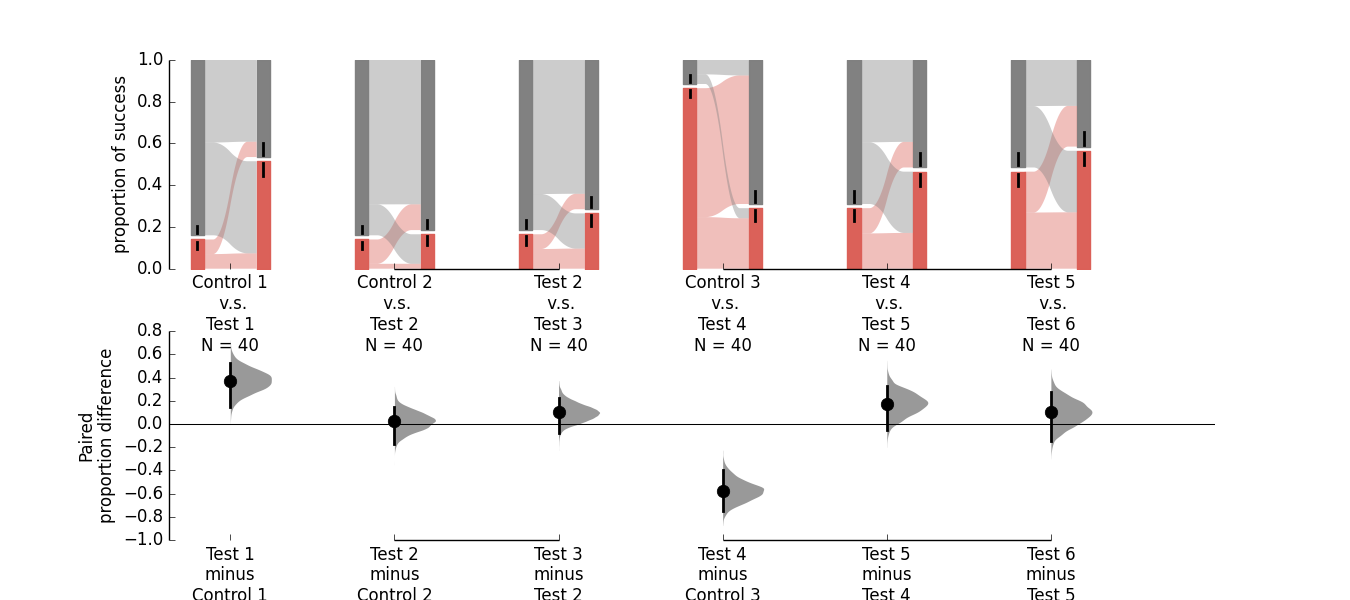 proportion of success
1.0
0.8
0.6
0.4
0.2
0.0
Control 1
v.s.
Test 1
N = 40
Control 2
v.s.
Test 2
N = 40
Test 2
v.s.
Test 3
N = 40
Control 3
v.s.
Test 4
N = 40
Test 4
v.s.
Test 5
N = 40
Test 5
v.s.
Test 6
N = 40
Paired
proportion difference
0.8
0.6
0.4
0.2
0.0
−0.2
−0.4
−0.6
−0.8
−1.0
Test 1
minus
Control 1
Test 2
minus
Control 2
Test 3
minus
Test 2
Test 4
minus
Control 3
Test 5
minus
Test 4
Test 6
minus
Test 5